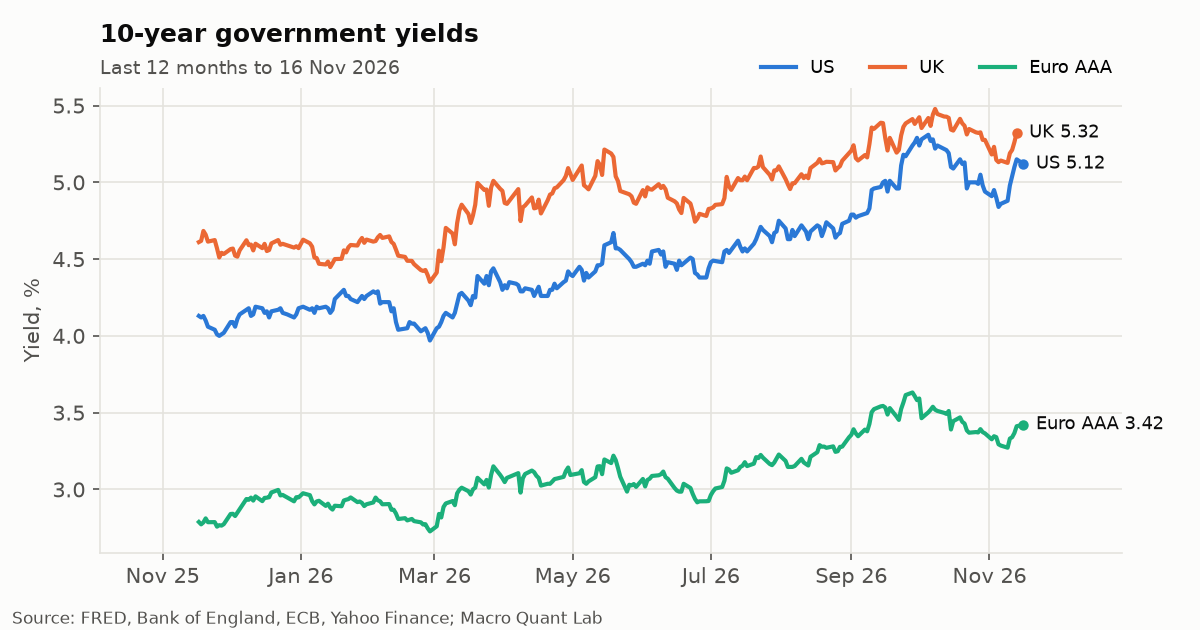 10-year government yields
Last 12 months to 16 Nov 2026
US UK Euro AAA
5.5
5.0
4.5
4.0
3.5
3.0
Yield, %
UK 5.32
US 5.12
Euro AAA 3.42
Nov 25 Jan 26 Mar 26 May 26 Jul 26 Sep 26 Nov 26
Source: FRED, Bank of England, ECB, Yahoo Finance; Macro Quant Lab